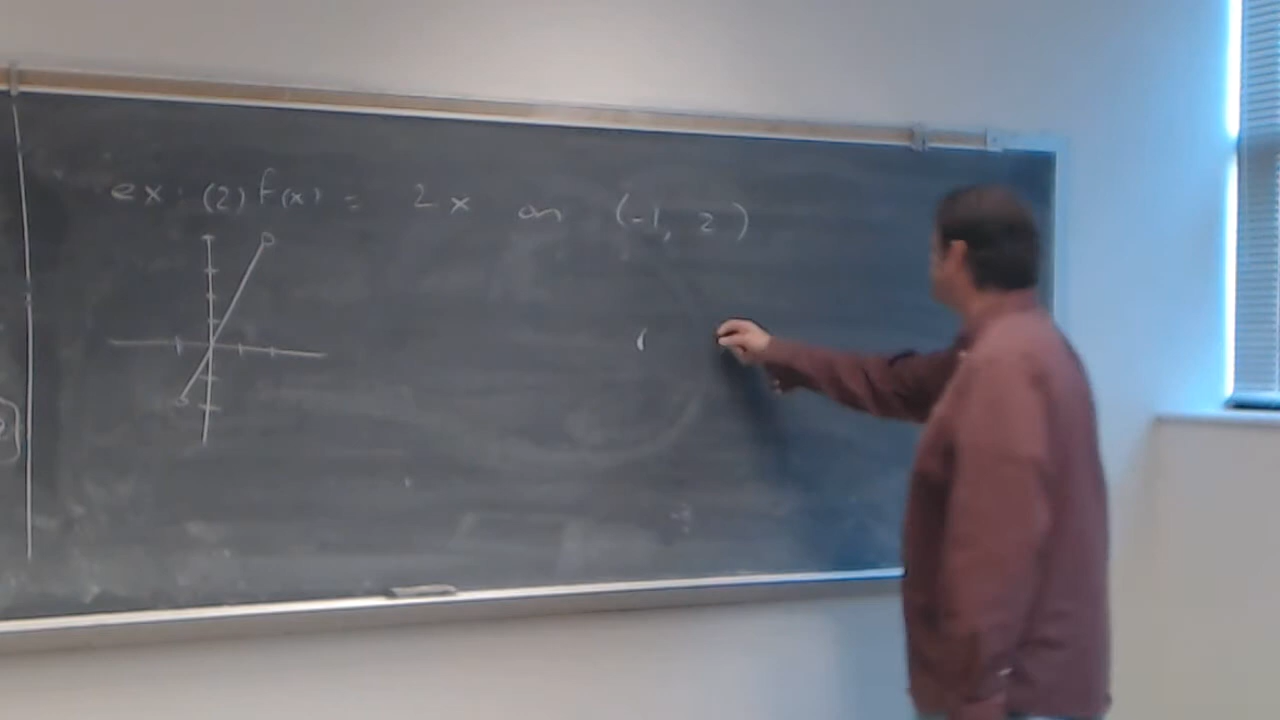 ex: (2) f(x) = 2x on (-1, 2)
(